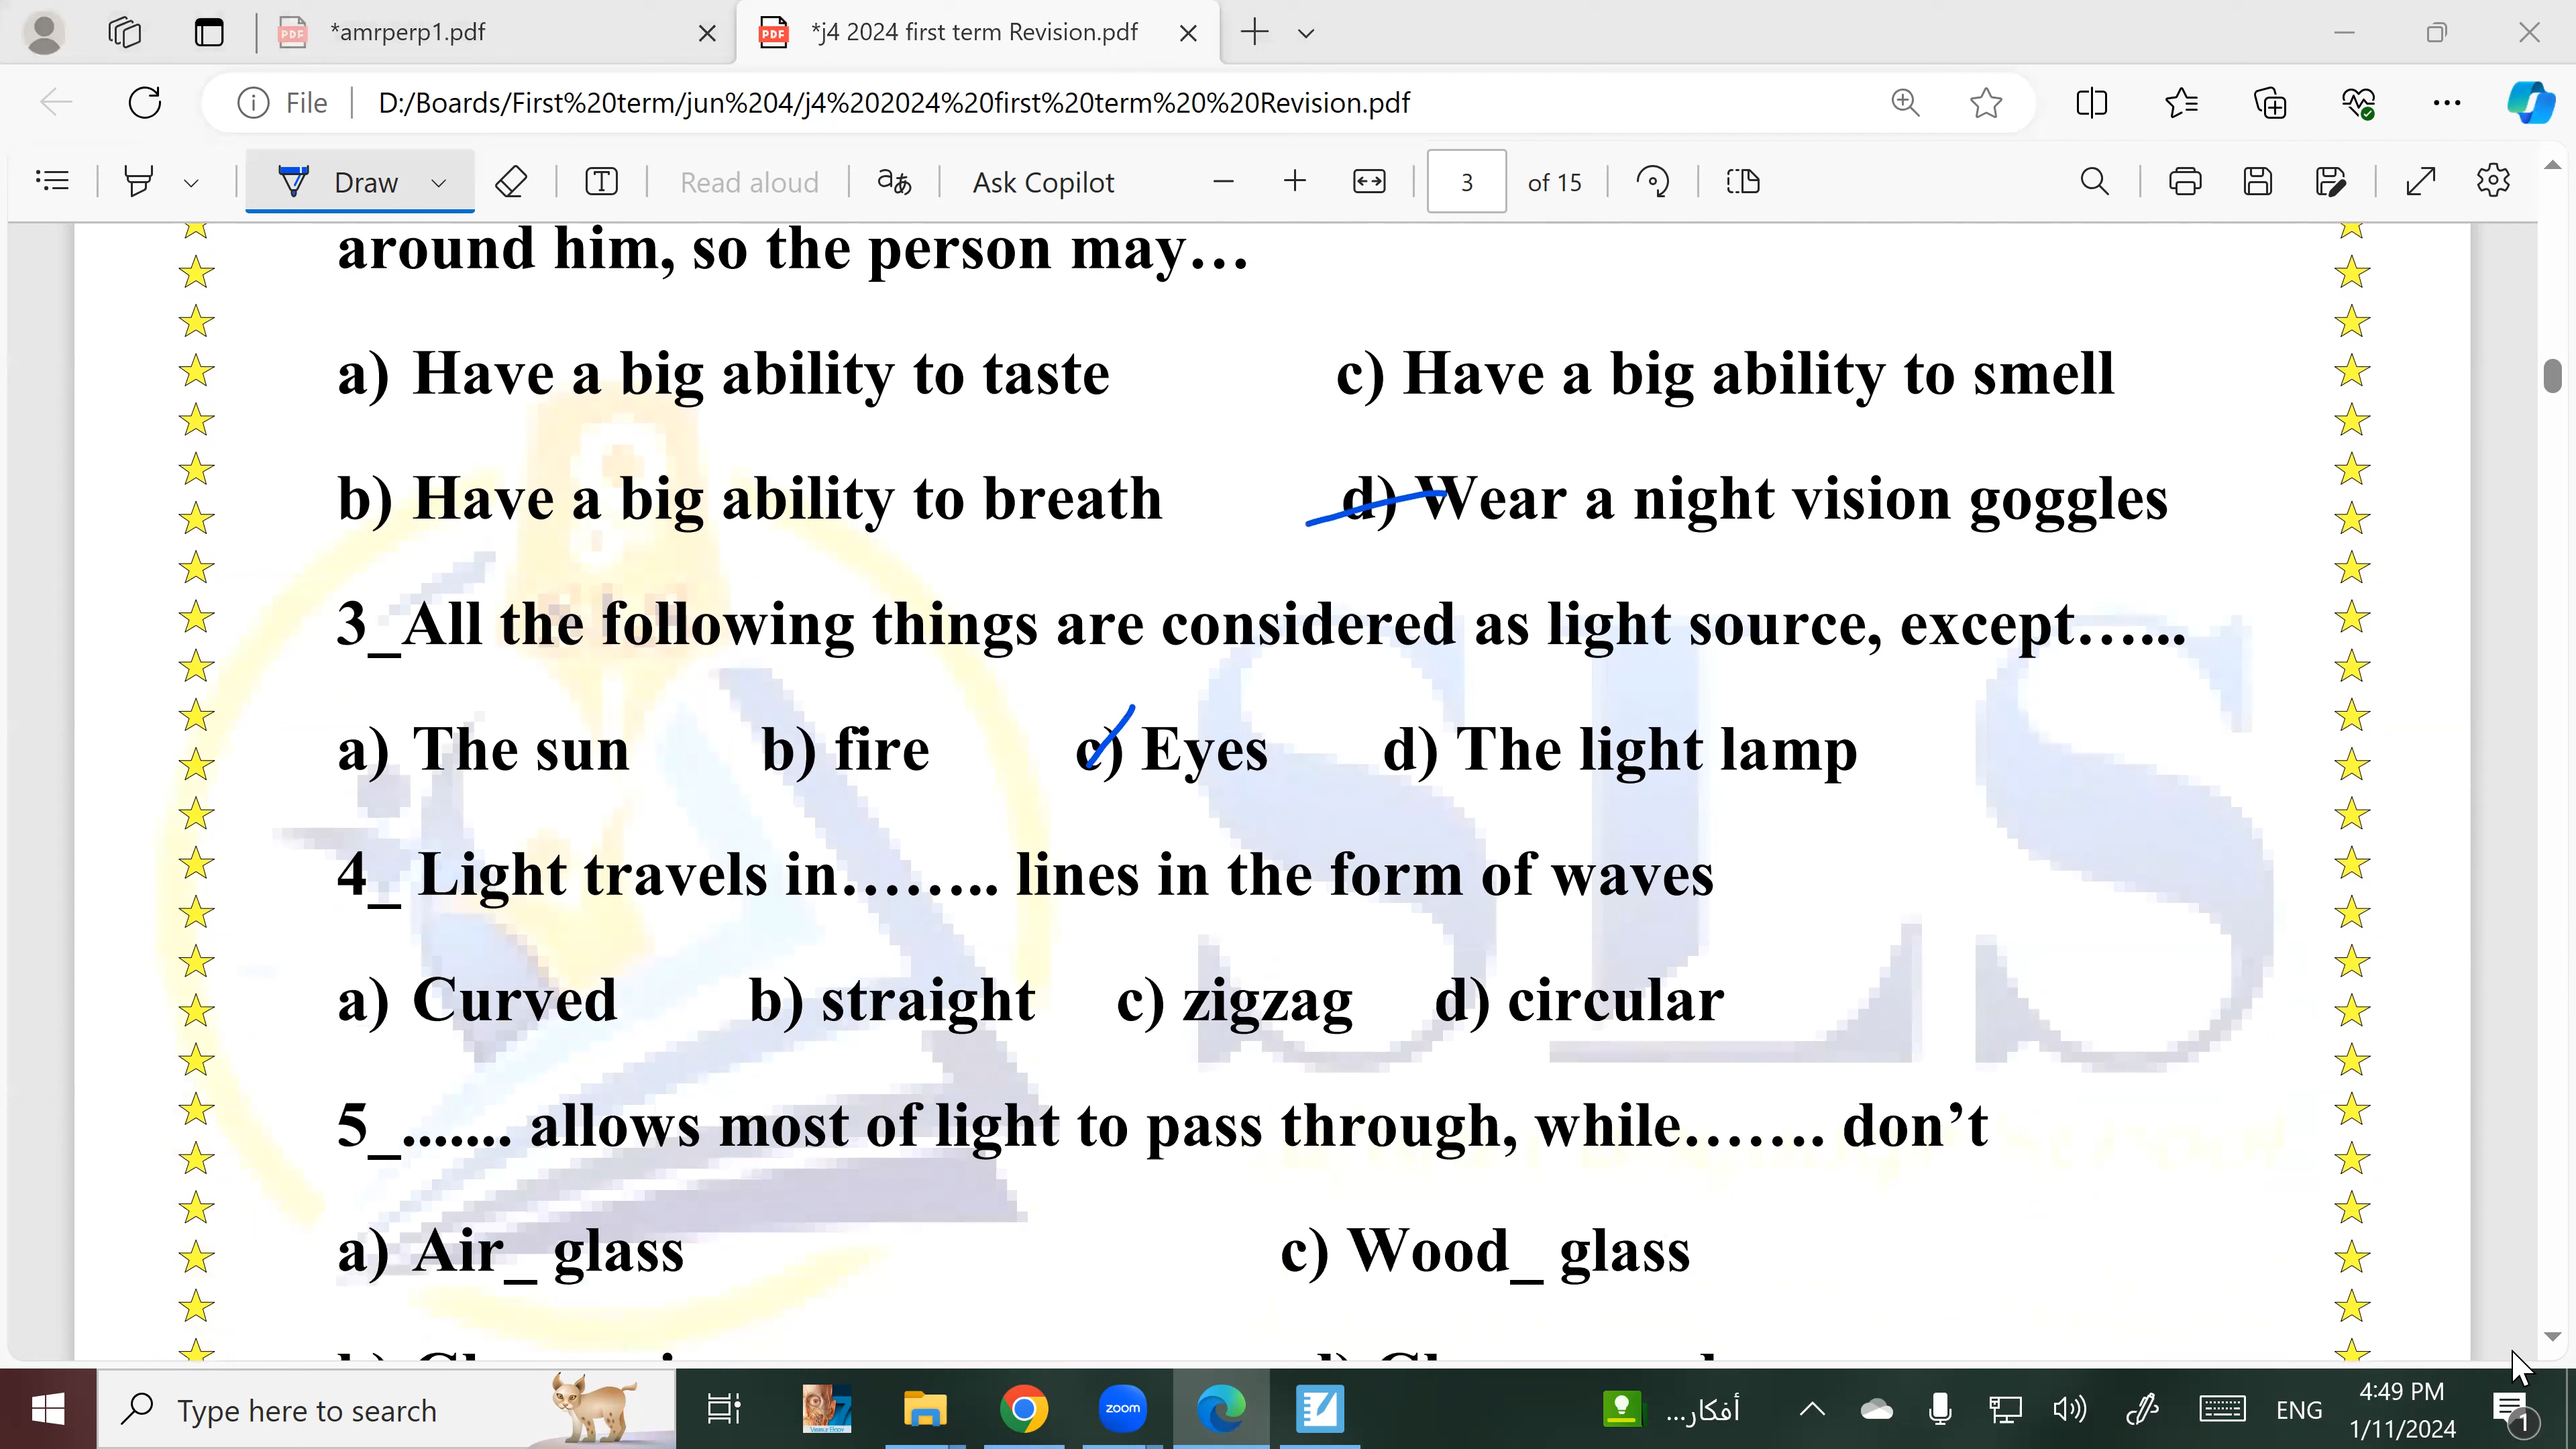 *amrperp1.pdf
*j4 2024 first term Revision.pdf
File
D:/Boards/First%20term/jun%204/j4%202024%20first%20term%20%20Revision.pdf
Draw
Read aloud
Ask Copilot
3 of 15
around him, so the person may…
a) Have a big ability to taste c) Have a big ability to smell
b) Have a big ability to breath d) Wear a night vision goggles
3_All the following things are considered as light source, except…...
a) The sun b) fire c) Eyes d) The light lamp
4_ Light travels in…….. lines in the form of waves
a) Curved b) straight c) zigzag d) circular
5_....... allows most of light to pass through, while……. don’t
a) Air_ glass c) Wood_ glass
Type here to search
zoom
أفكار...
ENG
4:49 PM
1/11/2024
1